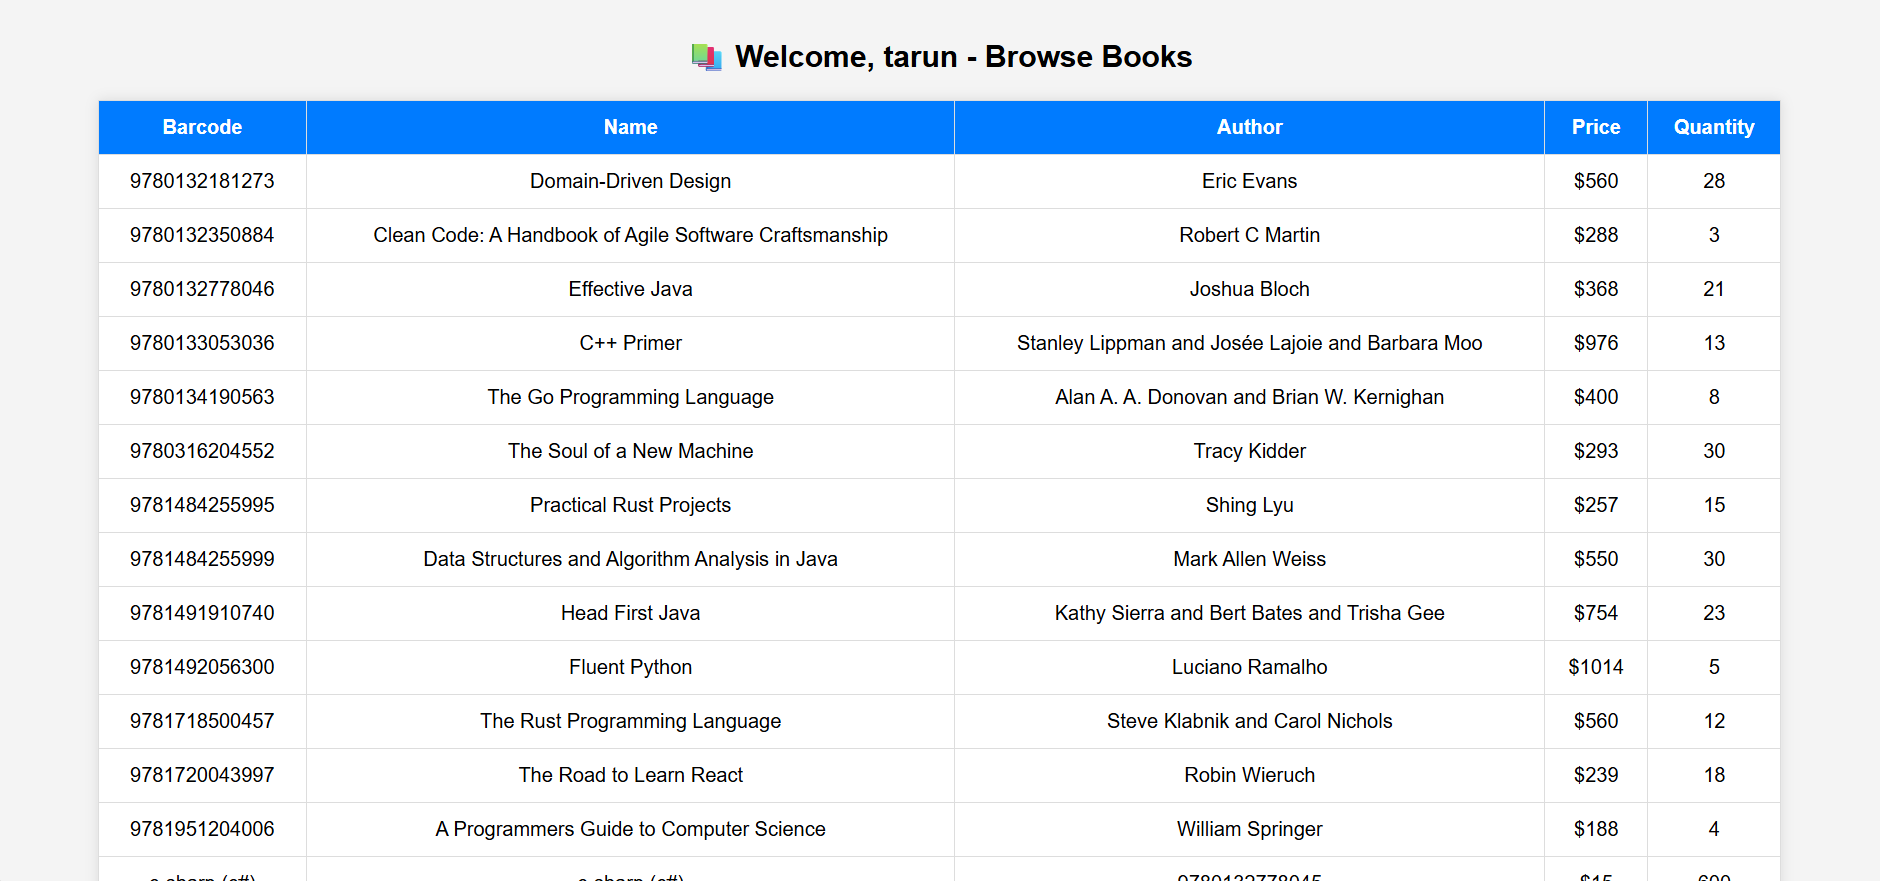 Welcome, tarun - Browse Books
Barcode Name Author Price Quantity
9780132181273 Domain-Driven Design Eric Evans $560 28
9780132350884 Clean Code: A Handbook of Agile Software Craftsmanship Robert C Martin $288 3
9780132778046 Effective Java Joshua Bloch $368 21
9780133053036 C++ Primer Stanley Lippman and Josée Lajoie and Barbara Moo $976 13
9780134190563 The Go Programming Language Alan A. A. Donovan and Brian W. Kernighan $400 8
9780316204552 The Soul of a New Machine Tracy Kidder $293 30
9781484255995 Practical Rust Projects Shing Lyu $257 15
9781484255999 Data Structures and Algorithm Analysis in Java Mark Allen Weiss $550 30
9781491910740 Head First Java Kathy Sierra and Bert Bates and Trisha Gee $754 23
9781492056300 Fluent Python Luciano Ramalho $1014 5
9781718500457 The Rust Programming Language Steve Klabnik and Carol Nichols $560 12
9781720043997 The Road to Learn React Robin Wieruch $239 18
9781951204006 A Programmers Guide to Computer Science William Springer $188 4
c-sharp (c#) c-sharp (c#) 9780132778045 $15 600